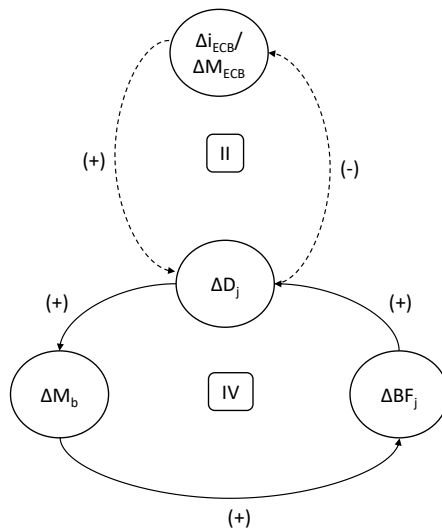 Δi_ECB/
ΔM_ECB
(+)
II
(-)
ΔD_j
(+)
(+)
ΔM_b
IV
ΔBF_j
(+)